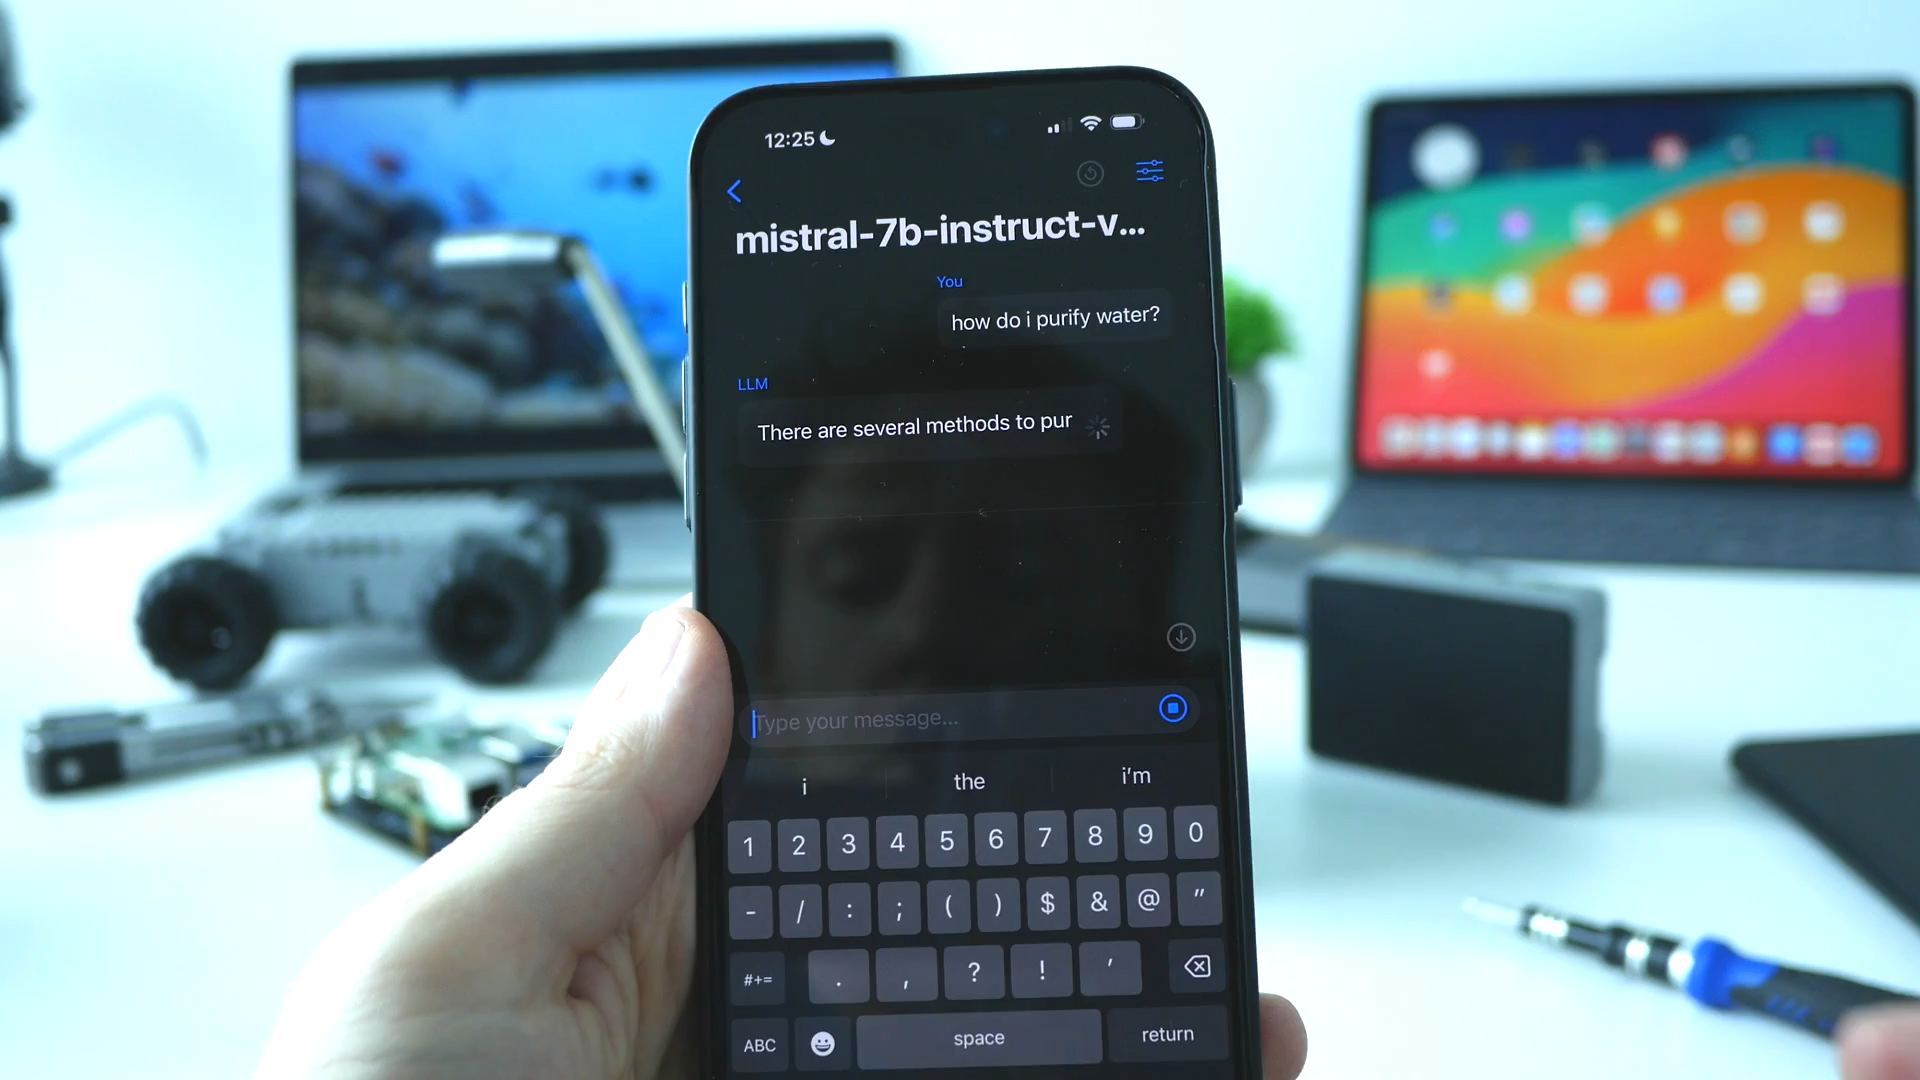 12:25
mistral-7b-instruct-v...
You
how do i purify water?
LLM
There are several methods to pur
Type your message...
i the i'm
1 2 3 4 5 6 7 8 9 0
- / : ; ( ) $ & @ "
#+= . , ? ! '
ABC space return